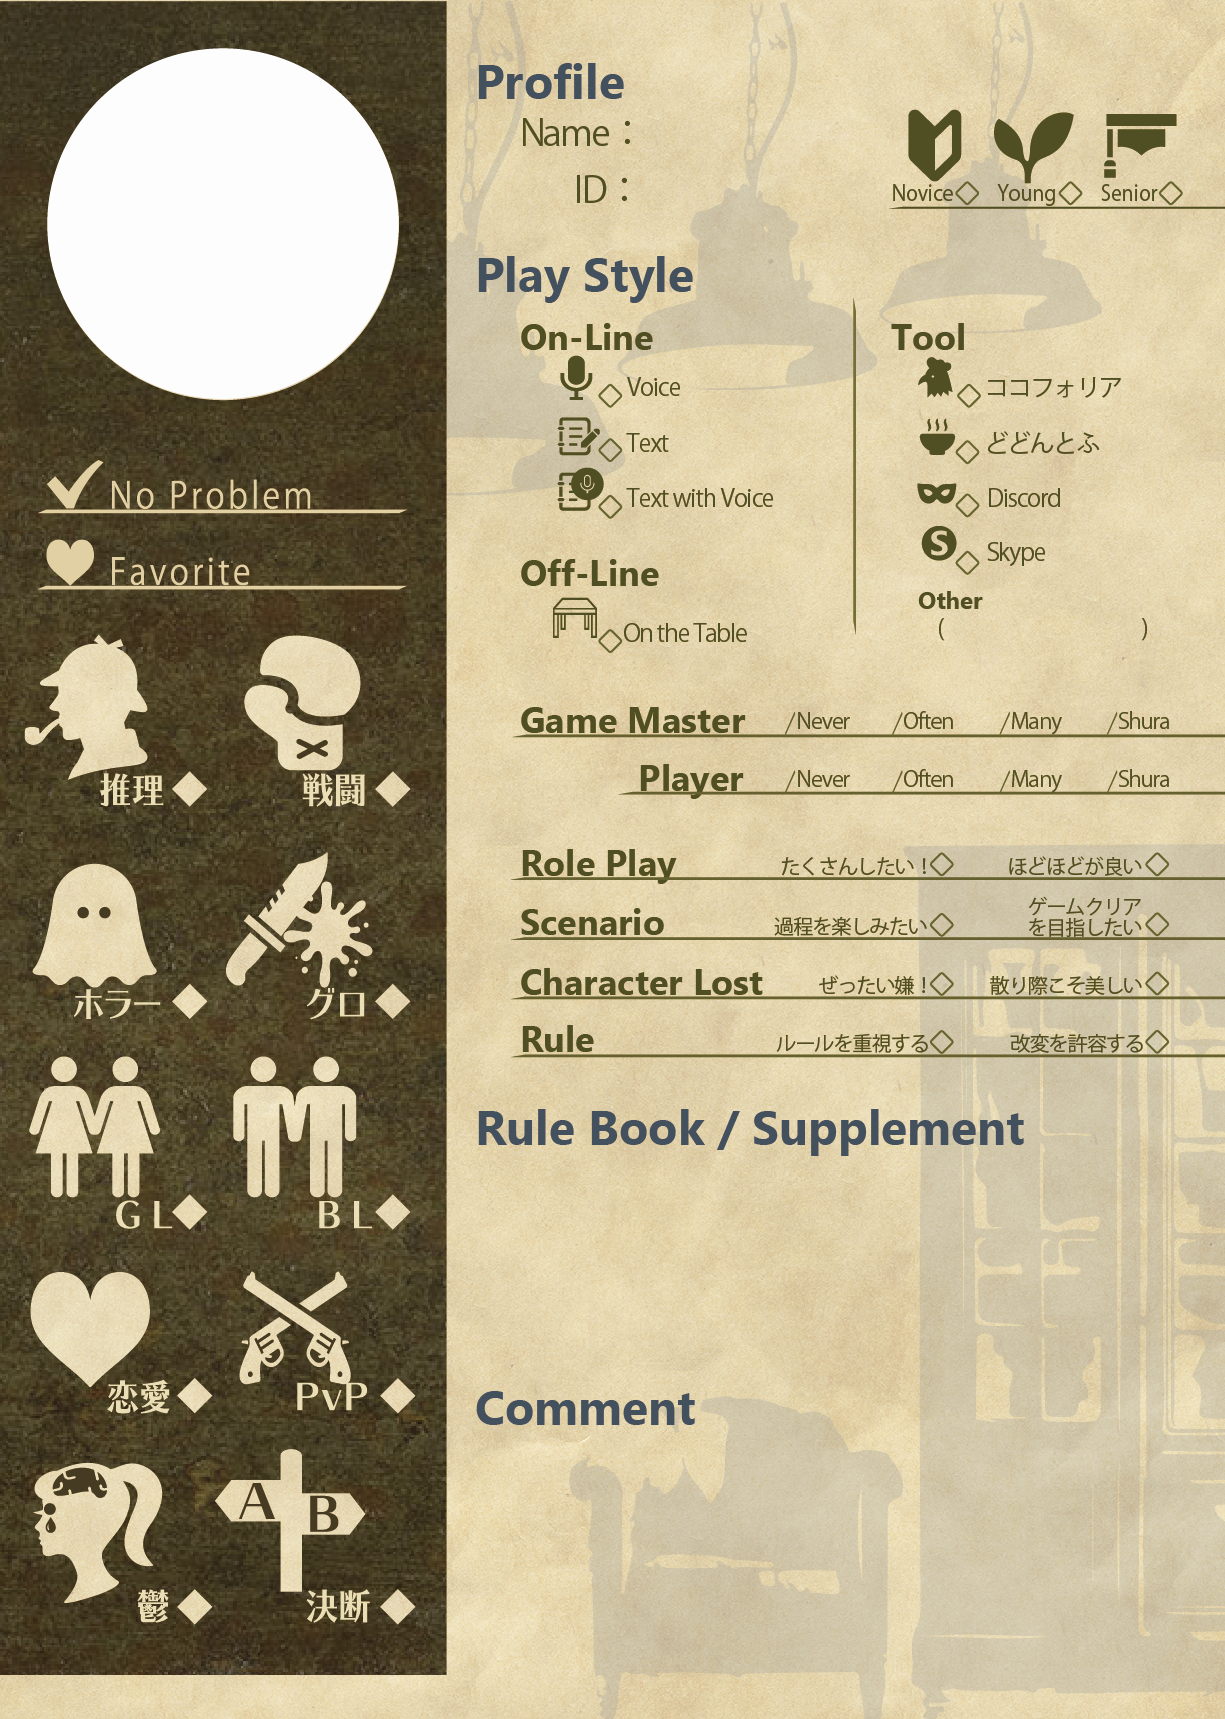 No Problem
Favorite
推理 戦闘
ホラー グロ
GL BL
恋愛 PvP
A B
鬱 決断
Profile
Name：
ID：
Novice Young Senior
Play Style
On-Line
Voice
Text
Text with Voice
Off-Line
On the Table
Tool
ココフォリア
どどんとふ
Discord
S Skype
Other
( )
Game Master /Never /Often /Many /Shura
Player /Never /Often /Many /Shura
Role Play たくさんしたい！ ほどほどが良い
Scenario 過程を楽しみたい ゲームクリア
を目指したい
Character Lost ぜったい嫌！ 散り際こそ美しい
Rule ルールを重視する 改変を許容する
Rule Book / Supplement
Comment